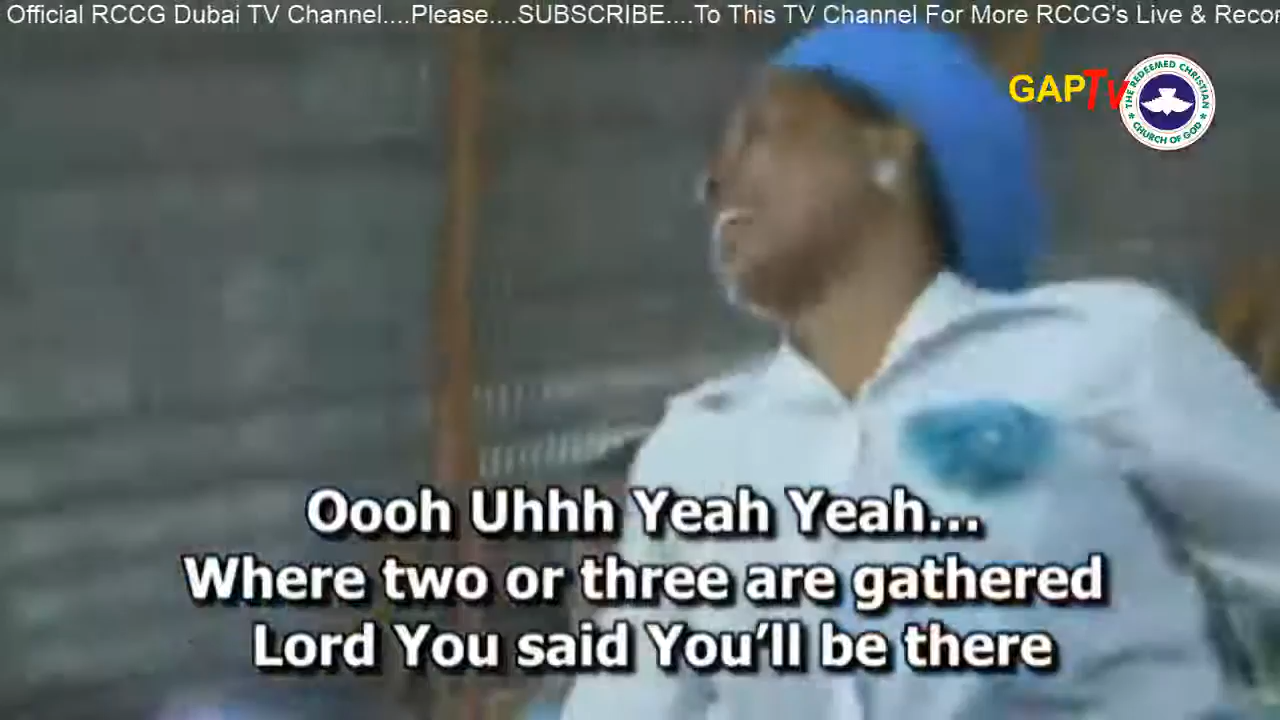 Official RCCG Dubai TV Channel....Please....SUBSCRIBE....To This TV Channel For More RCCG's Live & Recor
GAPTv
THE REDEEMED CHRISTIAN
CHURCH OF GOD
Oooh Uhhh Yeah Yeah...
Where two or three are gathered
Lord You said You'll be there